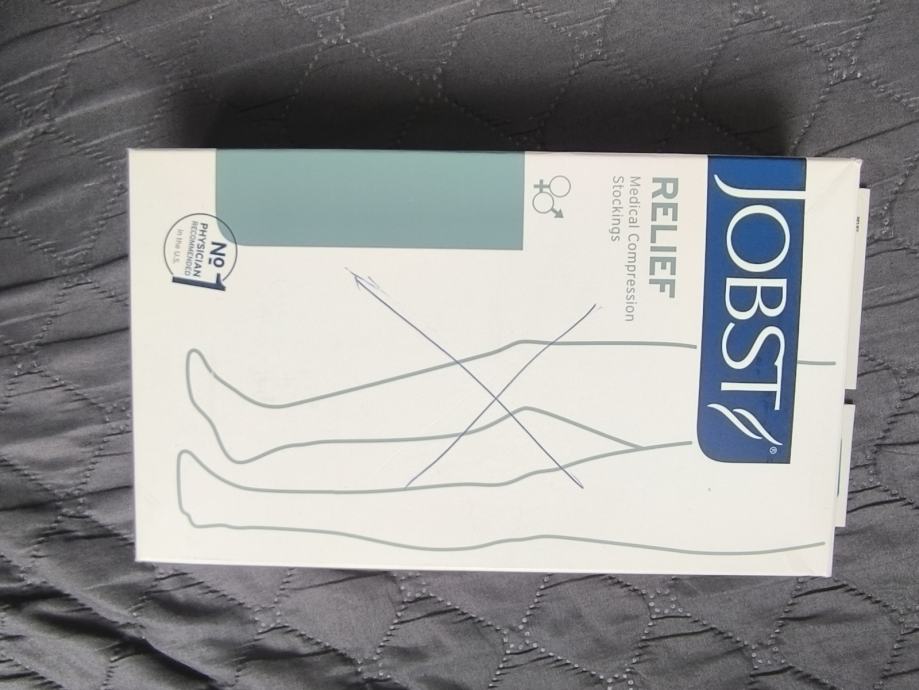 JOBST®
RELIEF
Medical Compression
Stockings
No 1
PHYSICIAN
RECOMMENDED
in the U.S.